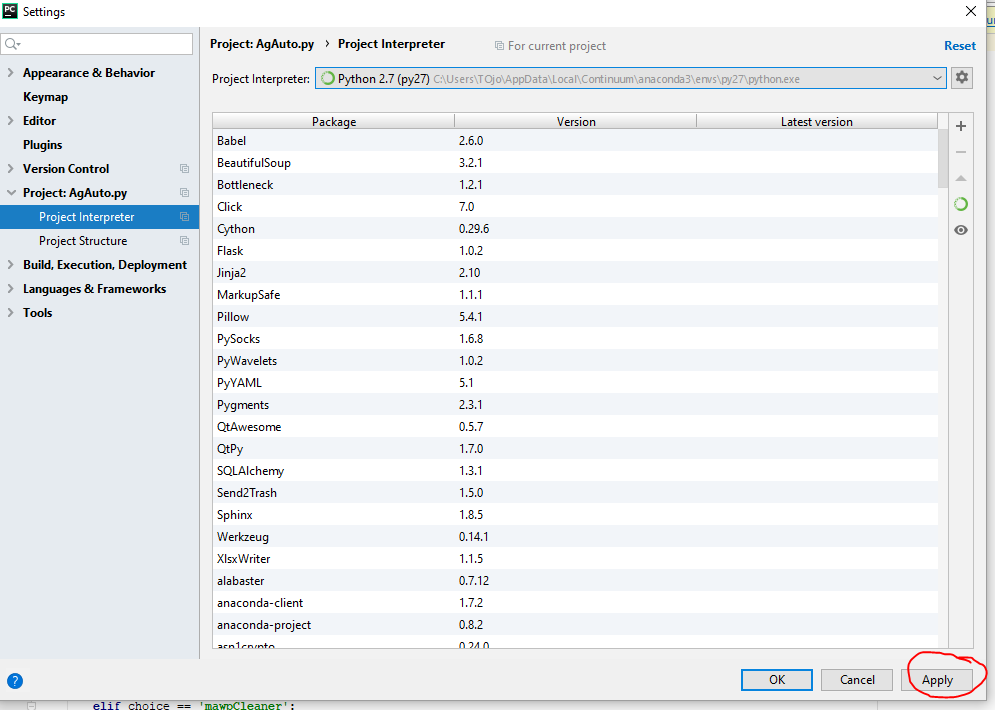 PC Settings
Project: AgAuto.py › Project Interpreter For current project Reset
Appearance & Behavior
Keymap
Editor
Plugins
Version Control
Project: AgAuto.py
Project Interpreter
Project Structure
Build, Execution, Deployment
Languages & Frameworks
Tools
Project Interpreter: Python 2.7 (py27) C:\Users\TOjo\AppData\Local\Continuum\anaconda3\envs\py27\python.exe
Package Version Latest version
Babel 2.6.0
BeautifulSoup 3.2.1
Bottleneck 1.2.1
Click 7.0
Cython 0.29.6
Flask 1.0.2
Jinja2 2.10
MarkupSafe 1.1.1
Pillow 5.4.1
PySocks 1.6.8
PyWavelets 1.0.2
PyYAML 5.1
Pygments 2.3.1
QtAwesome 0.5.7
QtPy 1.7.0
SQLAlchemy 1.3.1
Send2Trash 1.5.0
Sphinx 1.8.5
Werkzeug 0.14.1
XlsxWriter 1.1.5
alabaster 0.7.12
anaconda-client 1.7.2
anaconda-project 0.8.2
asn1crypto 0.24.0
? OK Cancel Apply
elif choice == 'mawpCleaner':